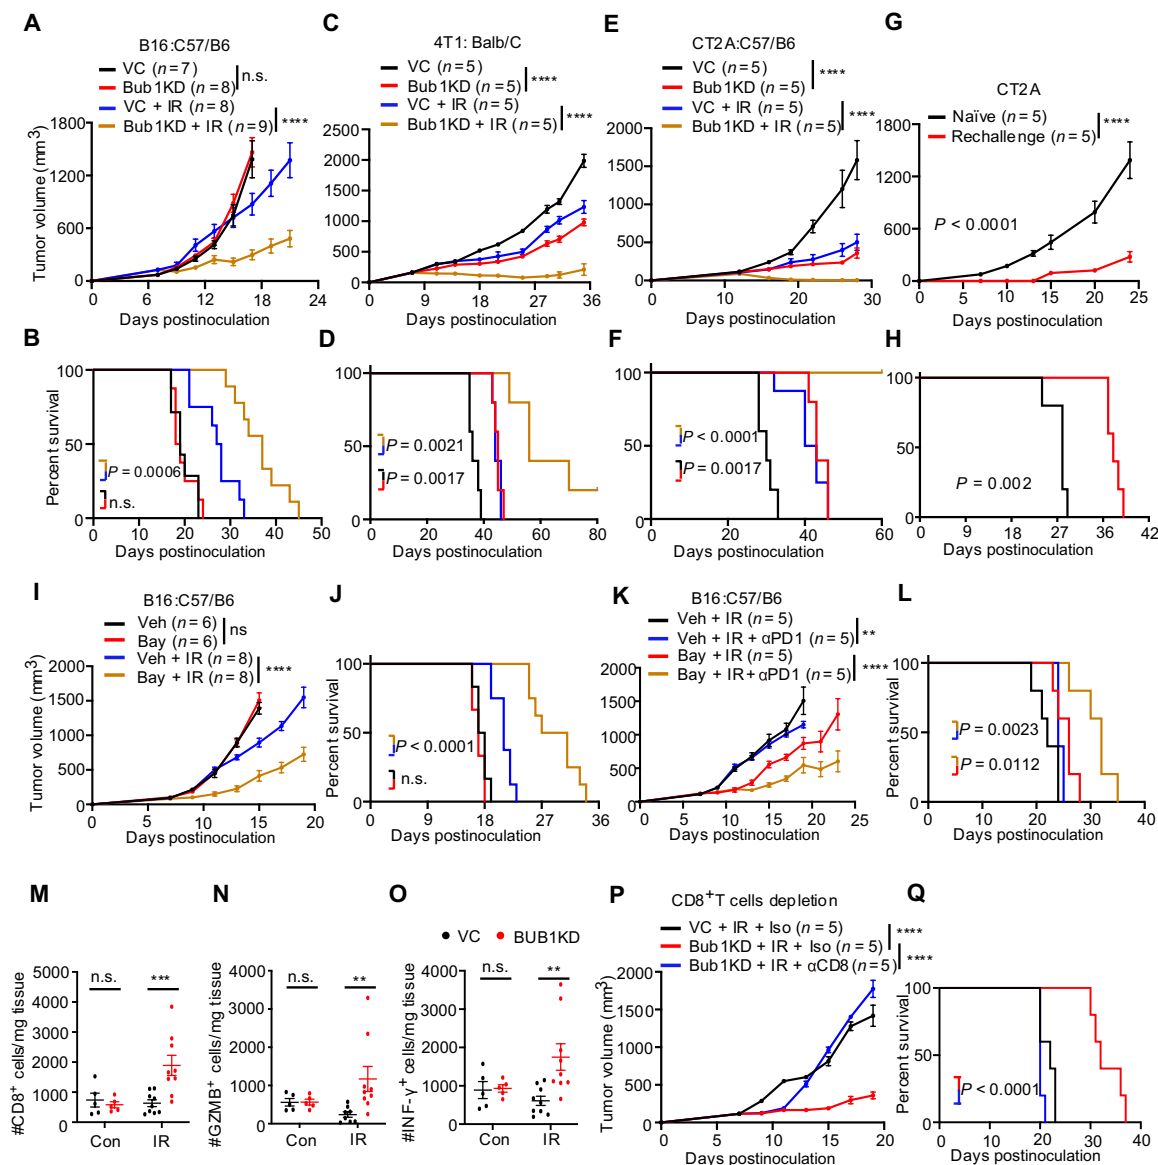 A
B16:C57/B6
VC (n=7)
Bub1KD (n=8)
n.s.
VC + IR (n=8)
Bub1KD + IR (n=9)
****
Tumor volume (mm3)
1800
1200
600
0
0 6 12 18 24
Days postinoculation
C
4T1: Balb/C
VC (n=5)
Bub1KD (n=5)
****
VC + IR (n=5)
Bub1KD + IR (n=5)
****
2500
2000
1500
1000
500
0
0 9 18 27 36
Days postinoculation
E
CT2A:C57/B6
VC (n=5)
Bub1KD (n=5)
****
VC + IR (n=5)
Bub1KD + IR (n=5)
****
2000
1500
1000
500
0
0 10 20 30
Days postinoculation
G
CT2A
Naïve (n=5)
Rechallenge (n=5)
****
1800
1200
600
0
P < 0.0001
0 5 10 15 20 25
Days postinoculation
B
Percent survival
100
50
0
P = 0.0006
n.s.
0 10 20 30 40 50
Days postinoculation
D
100
50
0
P = 0.0021
P = 0.0017
0 20 40 60 80
Days postinoculation
F
100
50
0
P < 0.0001
P = 0.0017
0 20 40 60
Days postinoculation
H
100
50
0
P = 0.002
0 9 18 27 36 42
Days postinoculation
I
B16:C57/B6
Veh (n=6)
Bay (n=6)
ns
Veh + IR (n=8)
Bay + IR (n=8)
****
Tumor volume (mm3)
2000
1500
1000
500
0
0 5 10 15 20
Days postinoculation
J
Percent survival
100
50
0
P < 0.0001
n.s.
0 9 18 27 36
Days postinoculation
K
B16:C57/B6
Veh + IR (n=5)
Veh + IR + αPD1 (n=5)
**
Bay + IR (n=5)
Bay + IR + αPD1 (n=5)
****
Tumor volume (mm3)
2000
1500
1000
500
0
0 5 10 15 20 25
Days postinoculation
L
Percent survival
100
50
0
P = 0.0023
P = 0.0112
0 10 20 30 40
Days postinoculation
M
#CD8+ cells/mg tissue
5000
4000
3000
2000
1000
0
n.s.
***
Con IR
N
#GZMB+ cells/mg tissue
4000
3000
2000
1000
0
n.s.
**
Con IR
O
VC
BUB1KD
#INF-γ+ cells/mg tissue
4000
3000
2000
1000
0
n.s.
**
Con IR
P
CD8+T cells depletion
VC + IR + Iso (n=5)
****
Bub1KD + IR + Iso (n=5)
Bub1KD + IR + αCD8 (n=5)
****
Tumor volume (mm3)
2000
1500
1000
500
0
0 5 10 15 20
Days postinoculation
Q
Percent survival
100
50
0
P < 0.0001
0 10 20 30 40
Days postinoculation